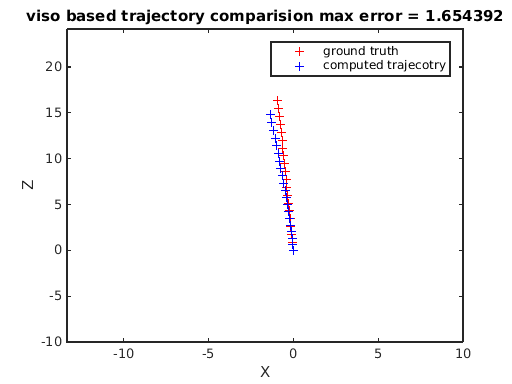 viso based trajectory comparision max error = 1.654392
ground truth
computed trajecotry
20
15
10
5
0
-5
-10
Z
-10
-5
0
5
10
X